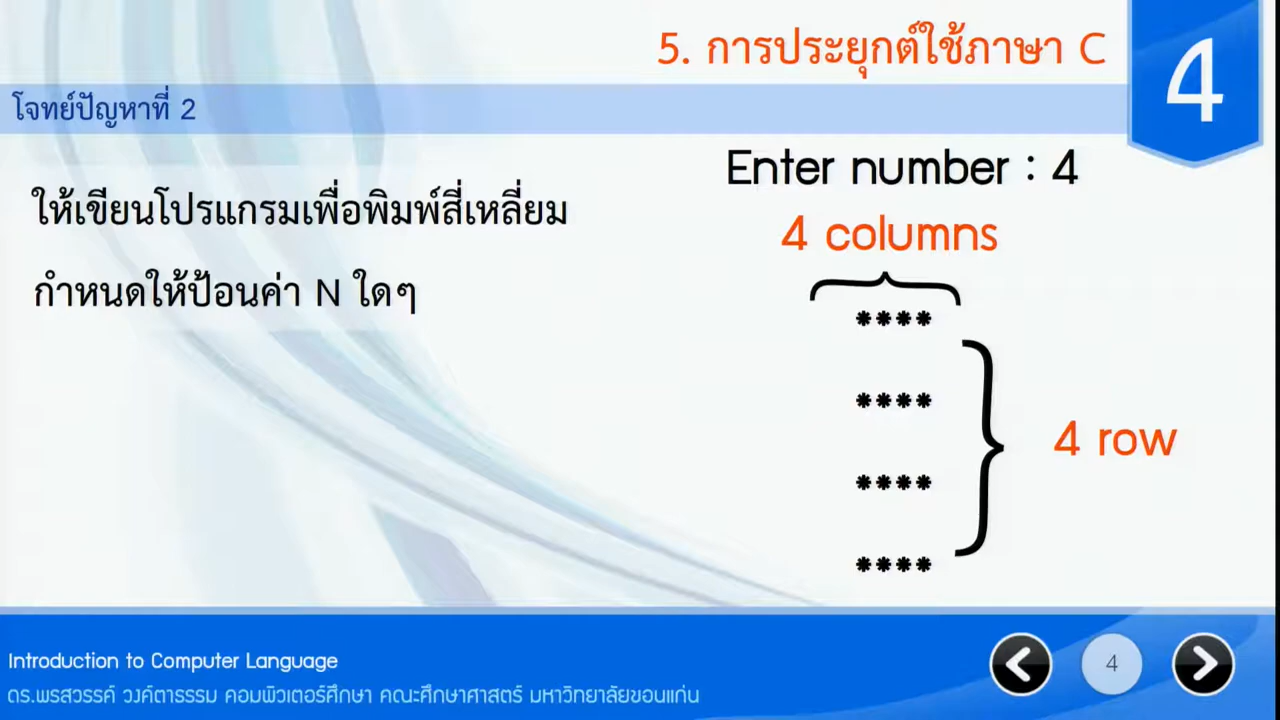 5. การประยุกต์ใช้ภาษา C
4
โจทย์ปัญหาที่ 2
ให้เขียนโปรแกรมเพื่อพิมพ์สี่เหลี่ยม
กำหนดให้ป้อนค่า N ใดๆ
Enter number : 4
4 columns
****
****
****
****
4 row
Introduction to Computer Language
ดร.พรสวรรค์ วงค์ตาธรรม คอมพิวเตอร์ศึกษา คณะศึกษาศาสตร์ มหาวิทยาลัยขอนแก่น
4